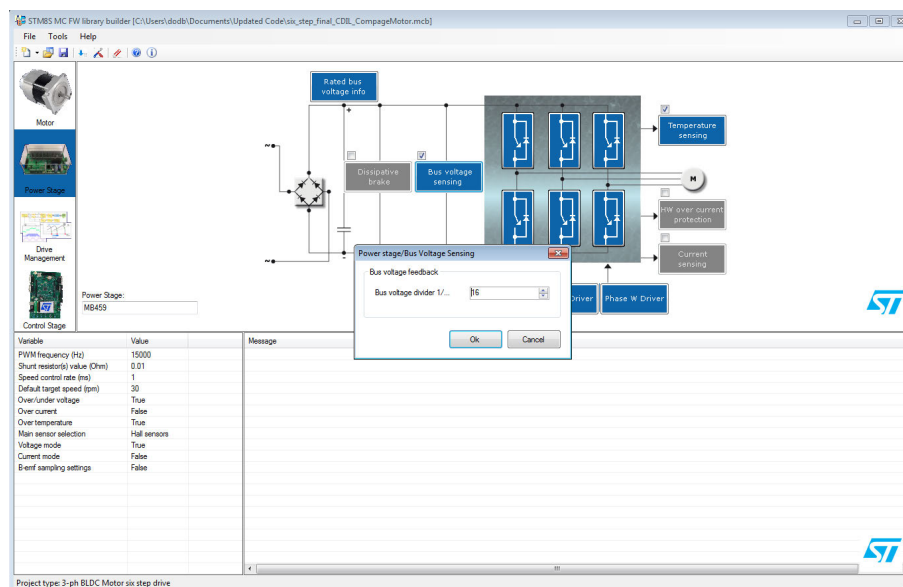 STM8S MC FW library builder [C:\Users\dodb\Documents\Updated Code\six_step_final_CDIL_CompageMotor.mcb]
File Tools Help
Motor
Power Stage
Drive
Management
Control Stage
Power Stage:
MB459
Rated bus
voltage info
+
Dissipative
brake
Bus voltage
sensing
-
Temperature
sensing
M
HW over current
protection
Current
sensing
Driver
Phase W Driver
Power stage/Bus Voltage Sensing
Bus voltage feedback
Bus voltage divider 1/...
16
Ok
Cancel
ST
Variable Value
PWM frequency (Hz) 15000
Shunt resistor(s) value (Ohm) 0.01
Speed control rate (ms) 1
Default target speed (rpm) 30
Over/under voltage True
Over current False
Over temperature True
Main sensor selection Hall sensors
Voltage mode True
Current mode False
B-emf sampling settings False
Message
ST
Project type: 3-ph BLDC Motor six step drive